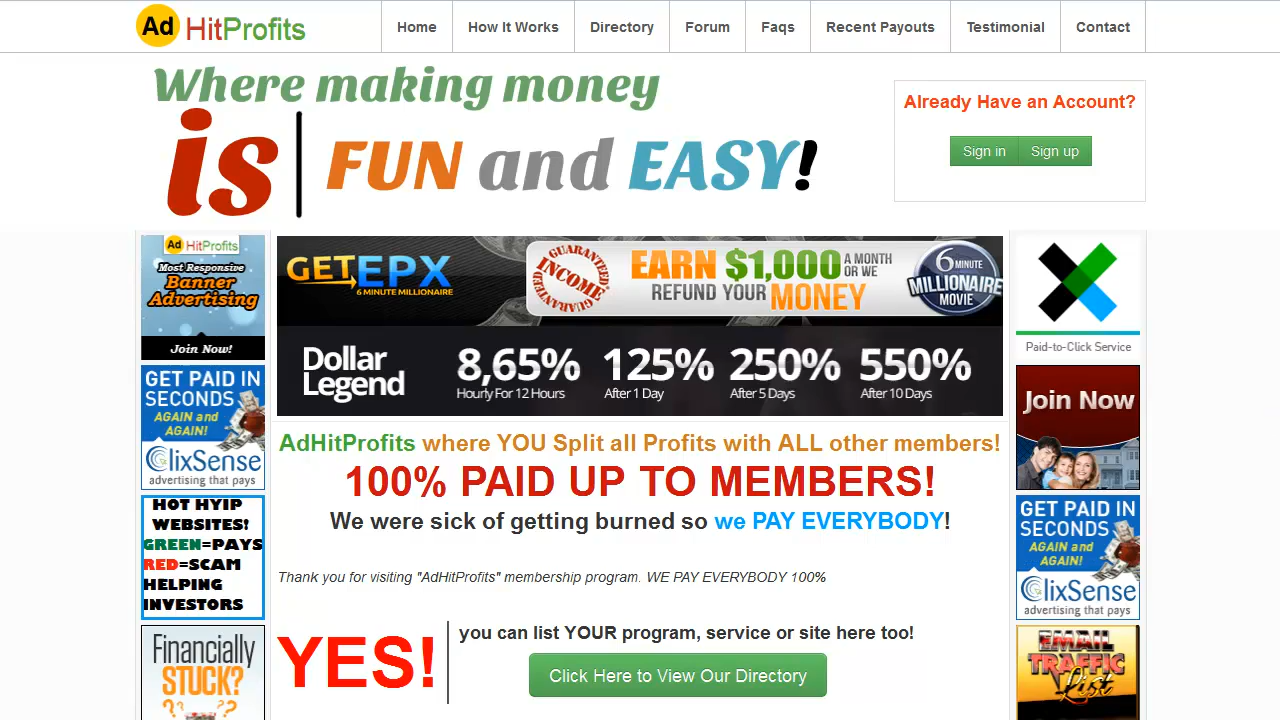 Ad HitProfits
Home
How It Works
Directory
Forum
Faqs
Recent Payouts
Testimonial
Contact
Where making money
is FUN and EASY!
Already Have an Account?
Sign in
Sign up
Ad HitProfits
Most Responsive
Banner
Advertising
Join Now!
GET PAID IN
SECONDS
AGAIN and
AGAIN!
ClixSense
advertising that pays
HOT HYIP
WEBSITES!
GREEN=PAYS
RED=SCAM
HELPING
INVESTORS
Financially
STUCK?
??
GET EPX
6 MINUTE MILLIONAIRE
GUARANTEED
INCOME
GUARANTEED
EARN $1,000 A MONTH
OR WE
REFUND YOUR MONEY
6
MINUTE
MILLIONAIRE
MOVIE
Dollar
Legend
8,65%
Hourly For 12 Hours
125%
After 1 Day
250%
After 5 Days
550%
After 10 Days
AdHitProfits where YOU Split all Profits with ALL other members!
100% PAID UP TO MEMBERS!
We were sick of getting burned so we PAY EVERYBODY!
Thank you for visiting "AdHitProfits" membership program. WE PAY EVERYBODY 100%
YES!
you can list YOUR program, service or site here too!
Click Here to View Our Directory
Paid-to-Click Service
Join Now
GET PAID IN
SECONDS
AGAIN and
AGAIN!
ClixSense
advertising that pays
EMAIL
TRAFFIC
List